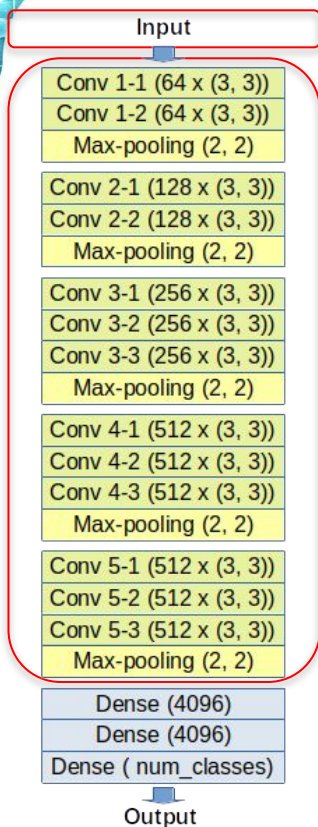 Input
Conv 1-1 (64 x (3, 3))
Conv 1-2 (64 x (3, 3))
Max-pooling (2, 2)
Conv 2-1 (128 x (3, 3))
Conv 2-2 (128 x (3, 3))
Max-pooling (2, 2)
Conv 3-1 (256 x (3, 3))
Conv 3-2 (256 x (3, 3))
Conv 3-3 (256 x (3, 3))
Max-pooling (2, 2)
Conv 4-1 (512 x (3, 3))
Conv 4-2 (512 x (3, 3))
Conv 4-3 (512 x (3, 3))
Max-pooling (2, 2)
Conv 5-1 (512 x (3, 3))
Conv 5-2 (512 x (3, 3))
Conv 5-3 (512 x (3, 3))
Max-pooling (2, 2)
Dense (4096)
Dense (4096)
Dense ( num_classes)
Output